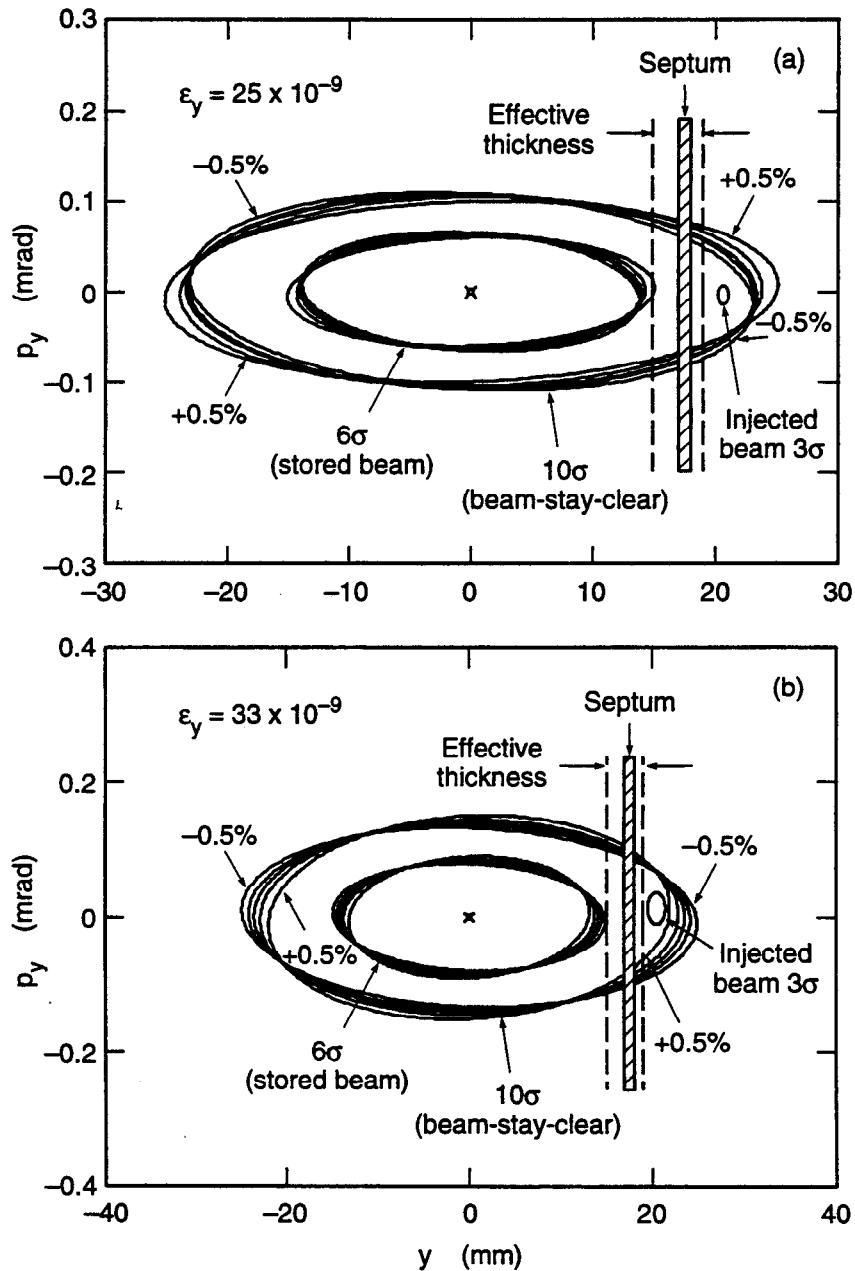 (a)
Septum
ε_y = 25 x 10⁻⁹
Effective
thickness
–0.5%
+0.5%
–0.5%
+0.5%
6σ
(stored beam)
10σ
(beam-stay-clear)
Injected
beam 3σ
p_y (mrad)
0.3
0.2
0.1
0
–0.1
–0.2
–0.3
–30
–20
–10
0
10
20
30
(b)
Septum
ε_y = 33 x 10⁻⁹
Effective
thickness
–0.5%
–0.5%
+0.5%
Injected
beam 3σ
+0.5%
6σ
(stored beam)
10σ
(beam-stay-clear)
p_y (mrad)
0.4
0.2
0
–0.2
–0.4
–40
–20
0
20
40
y (mm)